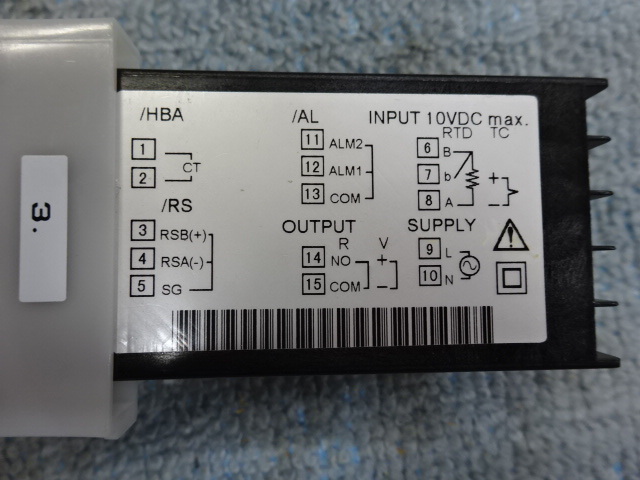 3.
/HBA
1
2
CT
/RS
3 RSB(+)
4 RSA(-)
5 SG
/AL
11 ALM2
12 ALM1
13 COM
OUTPUT
R V
14 NO +
15 COM −
INPUT 10VDC max.
RTD TC
6 B
7 b +
8 A −
SUPPLY
9 L
10 N